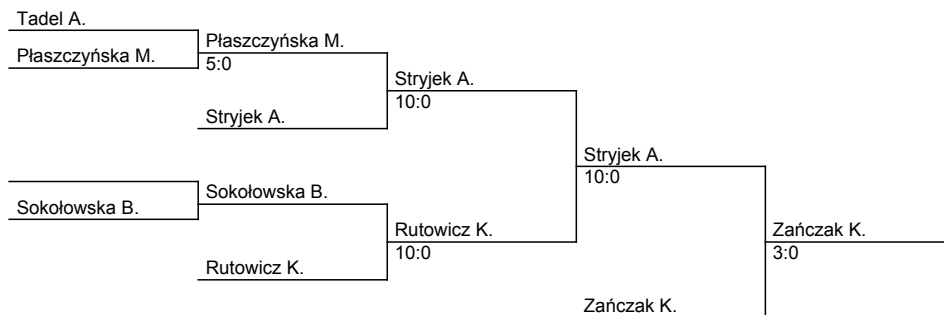 Tadel A.
Płaszczyńska M.
Płaszczyńska M.
5:0
Stryjek A.
10:0
Stryjek A.
Stryjek A.
10:0
Sokołowska B.
Sokołowska B.
Rutowicz K.
10:0
Zańczak K.
3:0
Rutowicz K.
Zańczak K.